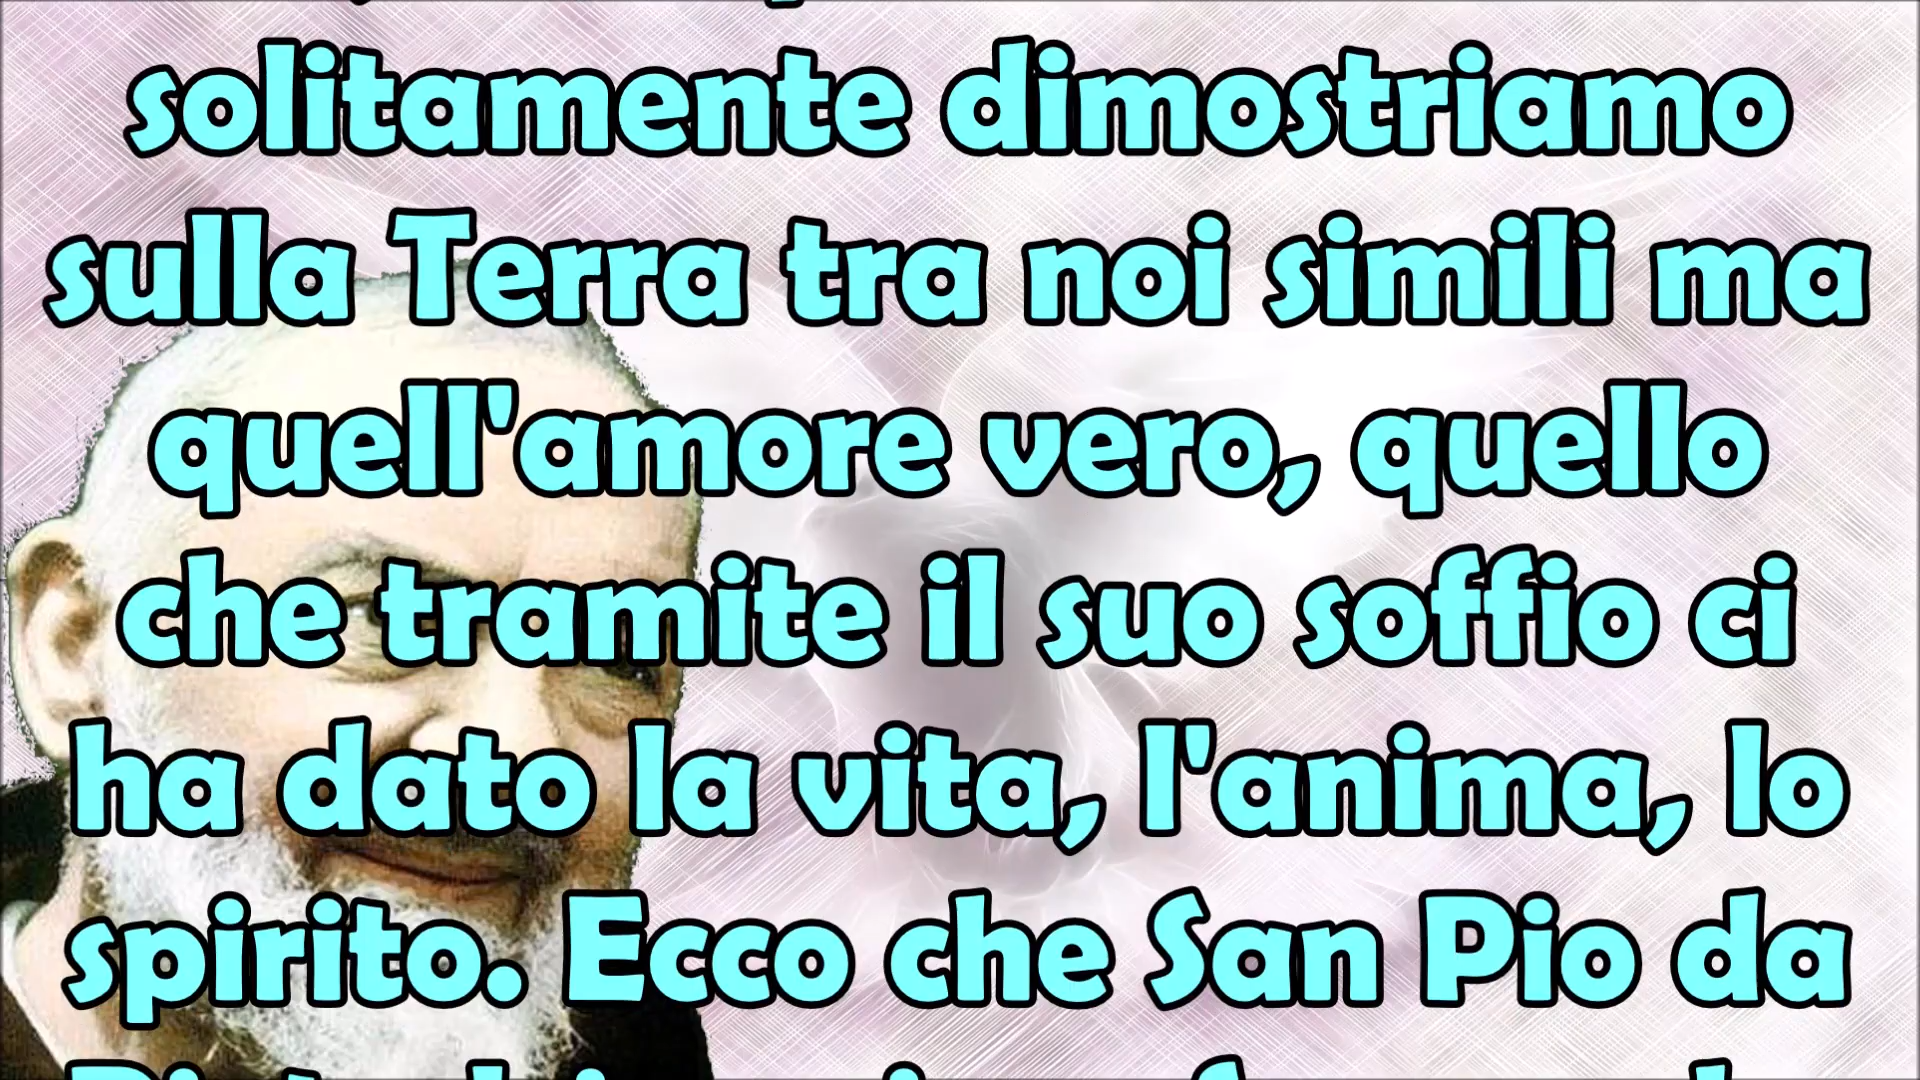 solitamente dimostriamo
sulla Terra tra noi simili ma
quell'amore vero, quello
che tramite il suo soffio ci
ha dato la vita, l'anima, lo
spirito. Ecco che San Pio da